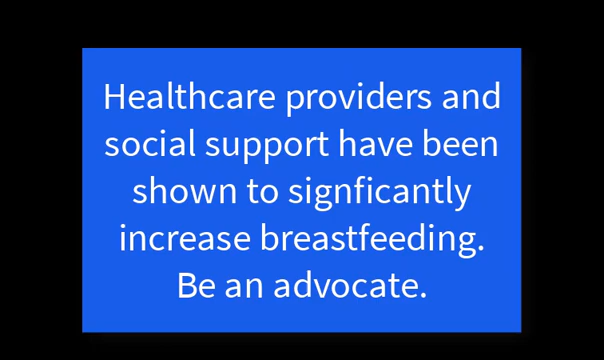 Healthcare providers and
social support have been
shown to signficantly
increase breastfeeding.
Be an advocate.